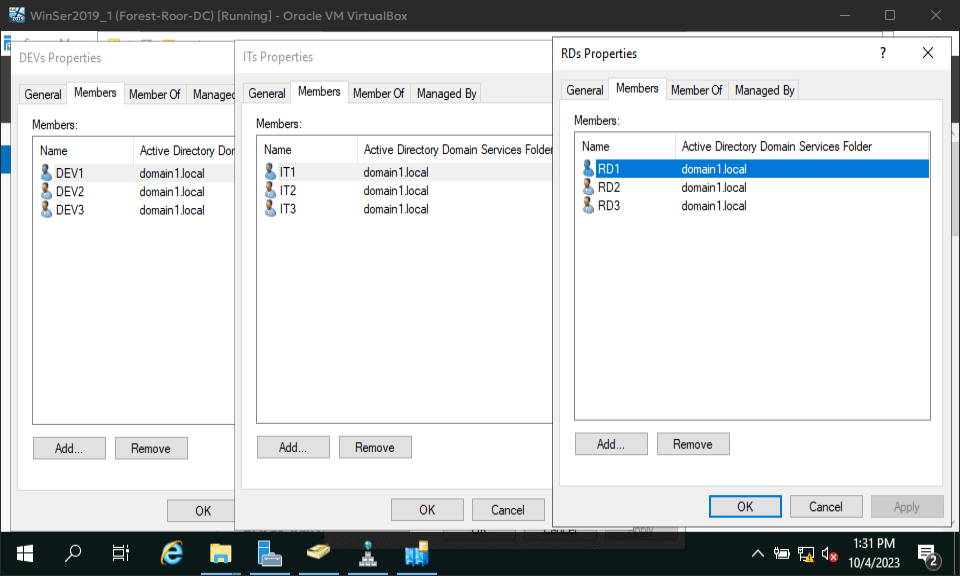 WinSer2019_1 (Forest-Roor-DC) [Running] - Oracle VM VirtualBox
DEVs Properties
General Members Member Of Managed
Members:
Name Active Directory Dor
DEV1 domain1.local
DEV2 domain1.local
DEV3 domain1.local
Add... Remove
OK
ITs Properties
General Members Member Of Managed By
Members:
Name Active Directory Domain Services Folder
IT1 domain1.local
IT2 domain1.local
IT3 domain1.local
Add... Remove
OK Cancel
RDs Properties ?
General Members Member Of Managed By
Members:
Name Active Directory Domain Services Folder
RD1 domain1.local
RD2 domain1.local
RD3 domain1.local
Add... Remove
OK Cancel Apply
OK Cancel Apply
1:31 PM
10/4/2023
2